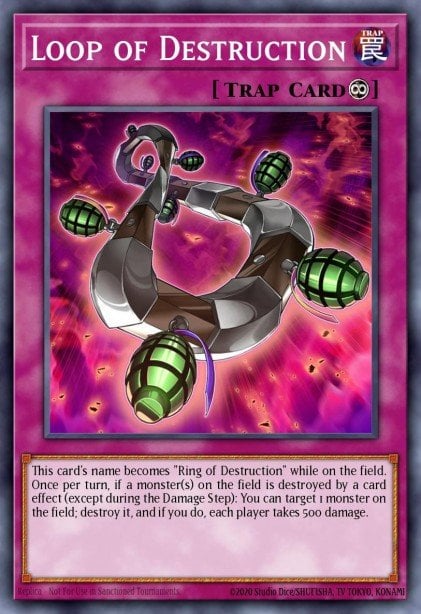 LOOP OF DESTRUCTION
TRAP
罠
[ TRAP CARD ]
This card's name becomes "Ring of Destruction" while on the field.
Once per turn, if a monster(s) on the field is destroyed by a card
effect (except during the Damage Step): You can target 1 monster on
the field; destroy it, and if you do, each player takes 500 damage.
Replica - Not For Use in Sanctioned Tournaments
©2020 Studio Dice/SHUEISHA, TV TOKYO, KONAMI